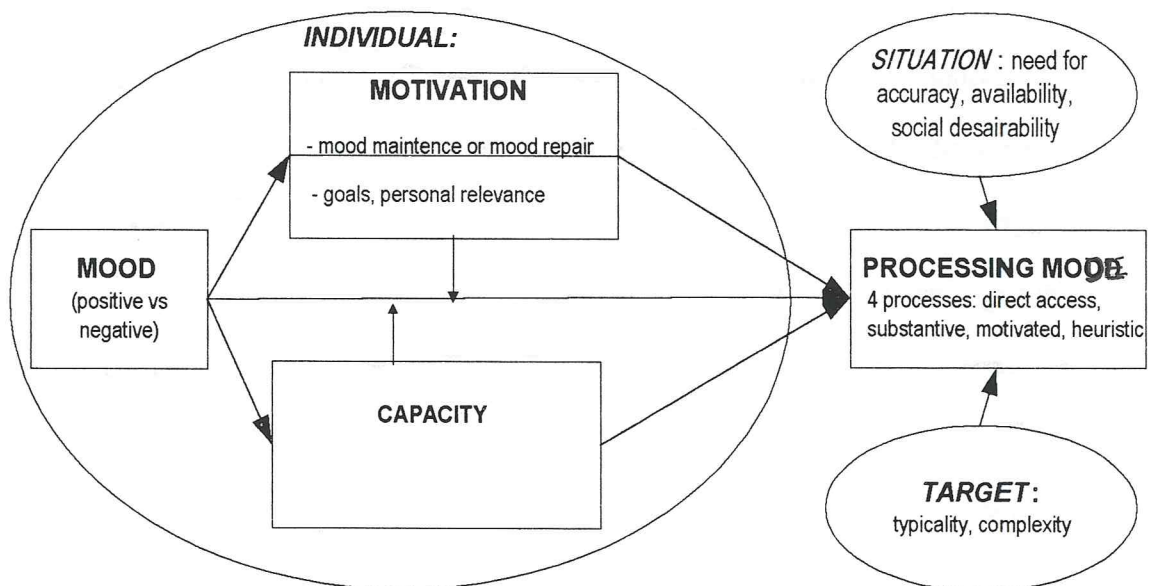 INDIVIDUAL:
MOTIVATION
- mood maintence or mood repair
- goals, personal relevance
MOOD
(positive vs
negative)
CAPACITY
SITUATION : need for
accuracy, availability,
social desairability
PROCESSING MODE
4 processes: direct access,
substantive, motivated, heuristic
TARGET:
typicality, complexity